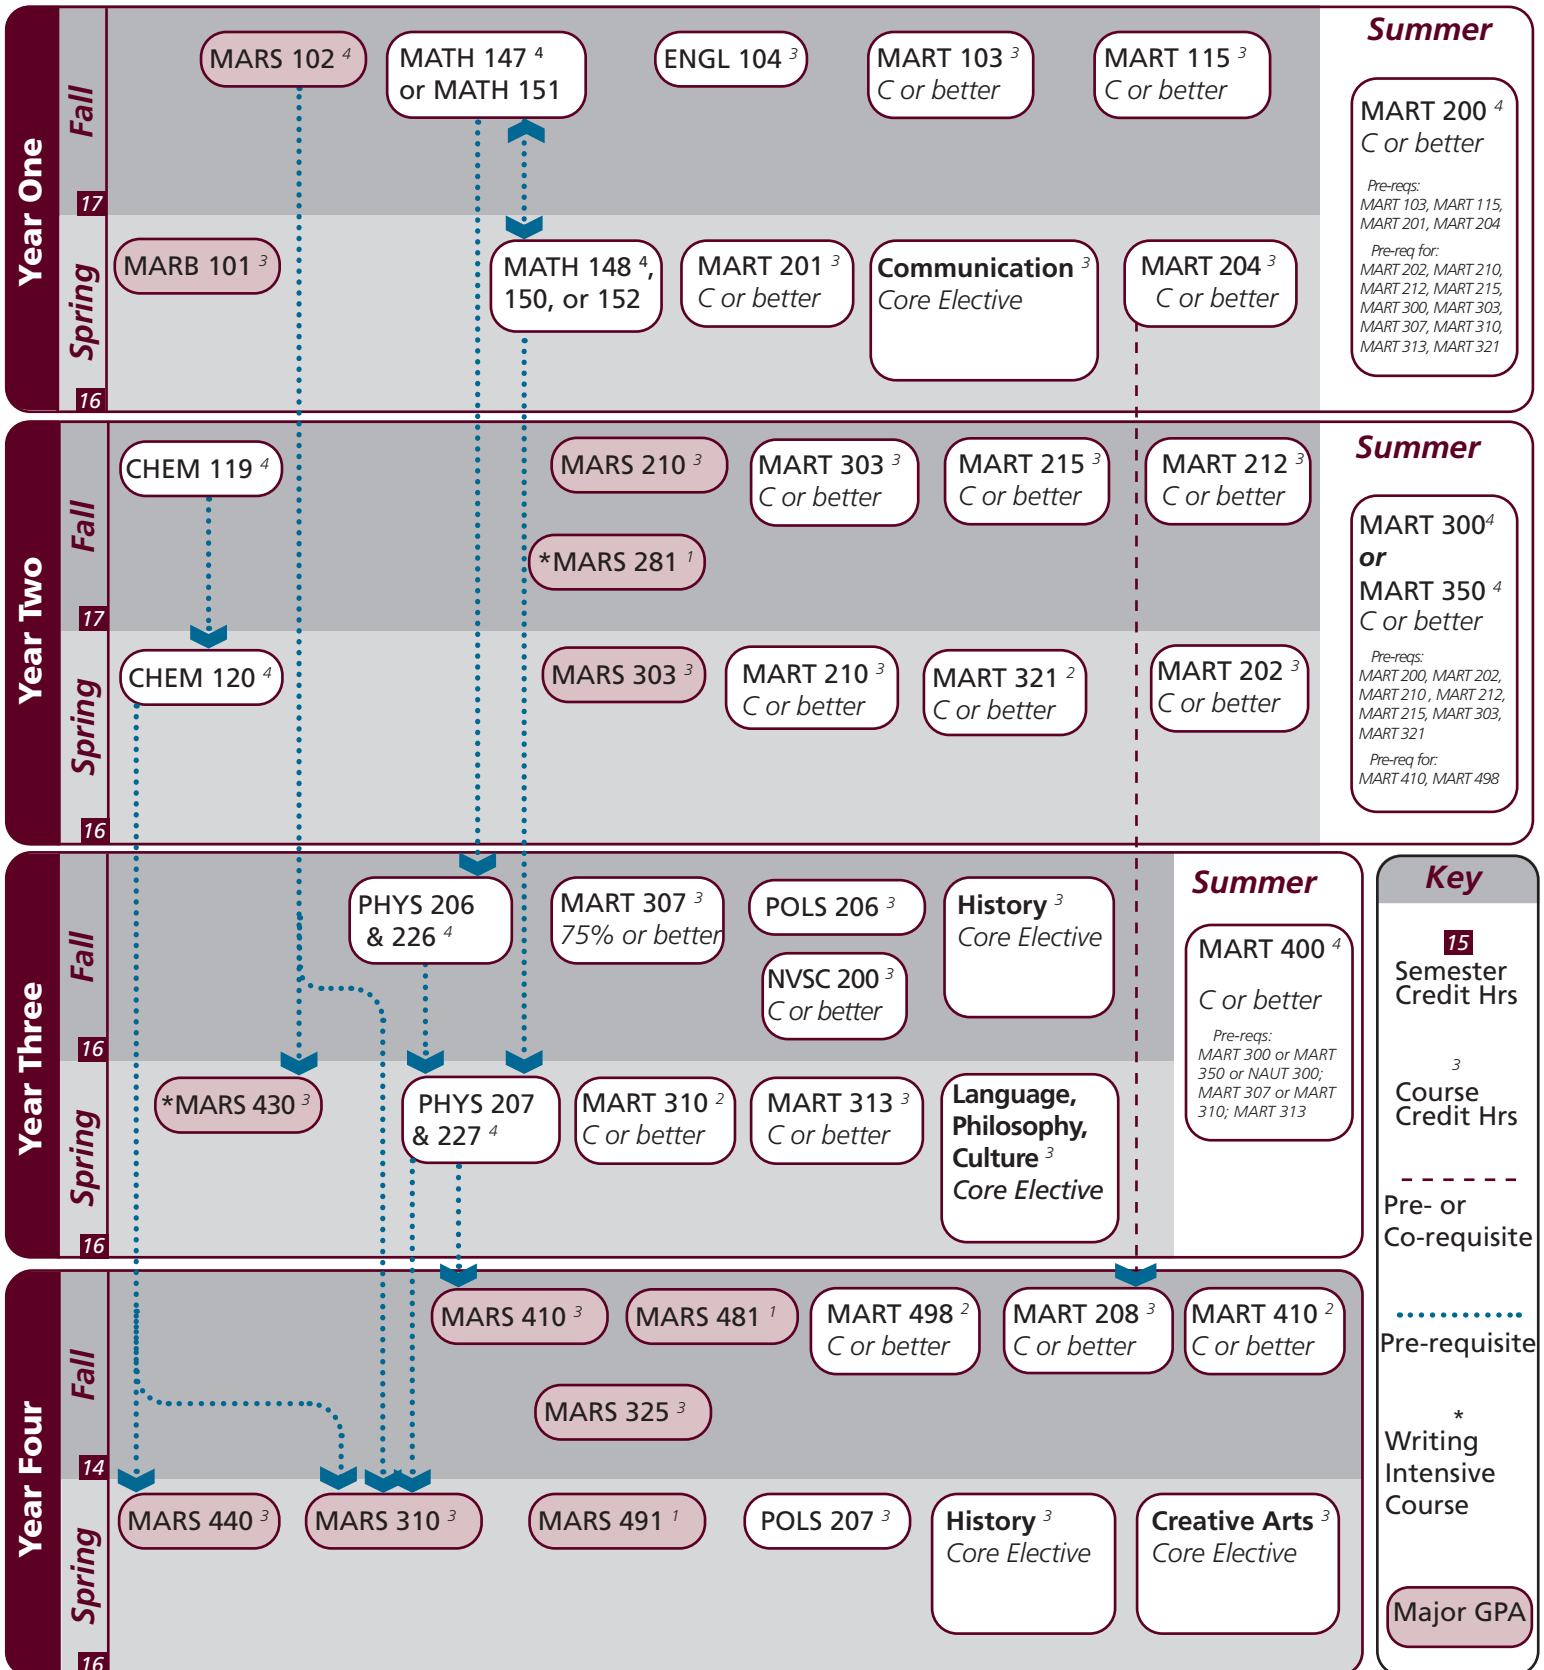 Year One
Fall
17
MARS 102 4
MATH 147 4
or MATH 151
ENGL 104 3
MART 103 3
C or better
MART 115 3
C or better
Spring
16
MARB 101 3
MATH 148 4,
150, or 152
MART 201 3
C or better
Communication 3
Core Elective
MART 204 3
C or better
Summer
MART 200 4
C or better
Pre-reqs:
MART 103, MART 115,
MART 201, MART 204
Pre-req for:
MART 202, MART 210,
MART 212, MART 215,
MART 300, MART 303,
MART 307, MART 310,
MART 313, MART 321
Year Two
Fall
17
CHEM 119 4
MARS 210 3
*MARS 281 1
MART 303 3
C or better
MART 215 3
C or better
MART 212 3
C or better
Spring
16
CHEM 120 4
MARS 303 3
MART 210 3
C or better
MART 321 2
C or better
MART 202 3
C or better
Summer
MART 300 4
or
MART 350 4
C or better
Pre-reqs:
MART 200, MART 202,
MART 210 , MART 212,
MART 215, MART 303,
MART 321
Pre-req for:
MART 410, MART 498
Year Three
Fall
16
PHYS 206
& 226 4
MART 307 3
75% or better
POLS 206 3
NVSC 200 3
C or better
History 3
Core Elective
Spring
16
*MARS 430 3
PHYS 207
& 227 4
MART 310 2
C or better
MART 313 3
C or better
Language,
Philosophy,
Culture 3
Core Elective
Summer
MART 400 4
C or better
Pre-reqs:
MART 300 or MART
350 or NAUT 300;
MART 307 or MART
310; MART 313
Year Four
Fall
14
MARS 410 3
MARS 481 1
MART 498 2
C or better
MART 208 3
C or better
MART 410 2
C or better
MARS 325 3
Spring
16
MARS 440 3
MARS 310 3
MARS 491 1
POLS 207 3
History 3
Core Elective
Creative Arts 3
Core Elective
Key
15
Semester
Credit Hrs
3
Course
Credit Hrs
Pre- or
Co-requisite
Pre-requisite
*
Writing
Intensive
Course
Major GPA